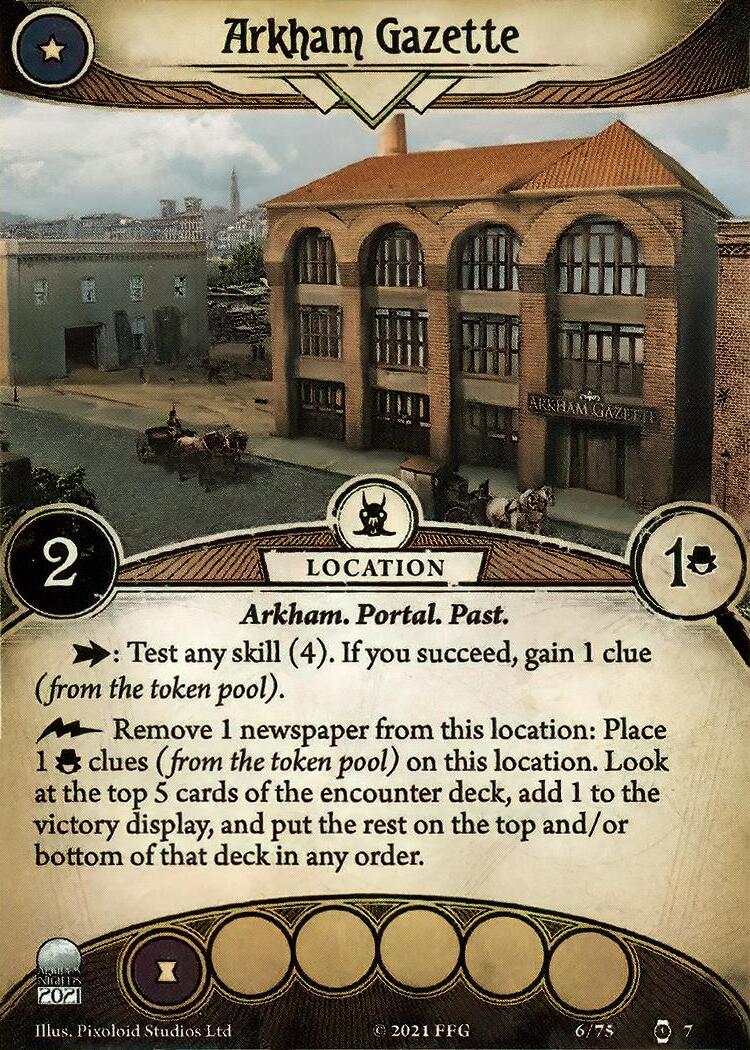 Arkham Gazette
ARKHAM GAZETTE
2
1
LOCATION
Arkham. Portal. Past.
: Test any skill (4). If you succeed, gain 1 clue
(from the token pool).
Remove 1 newspaper from this location: Place
1 clues (from the token pool) on this location. Look
at the top 5 cards of the encounter deck, add 1 to the
victory display, and put the rest on the top and/or
bottom of that deck in any order.
ARKHAM
NIGHTS
2021
Illus. Pixoloid Studios Ltd © 2021 FFG 6/75 7